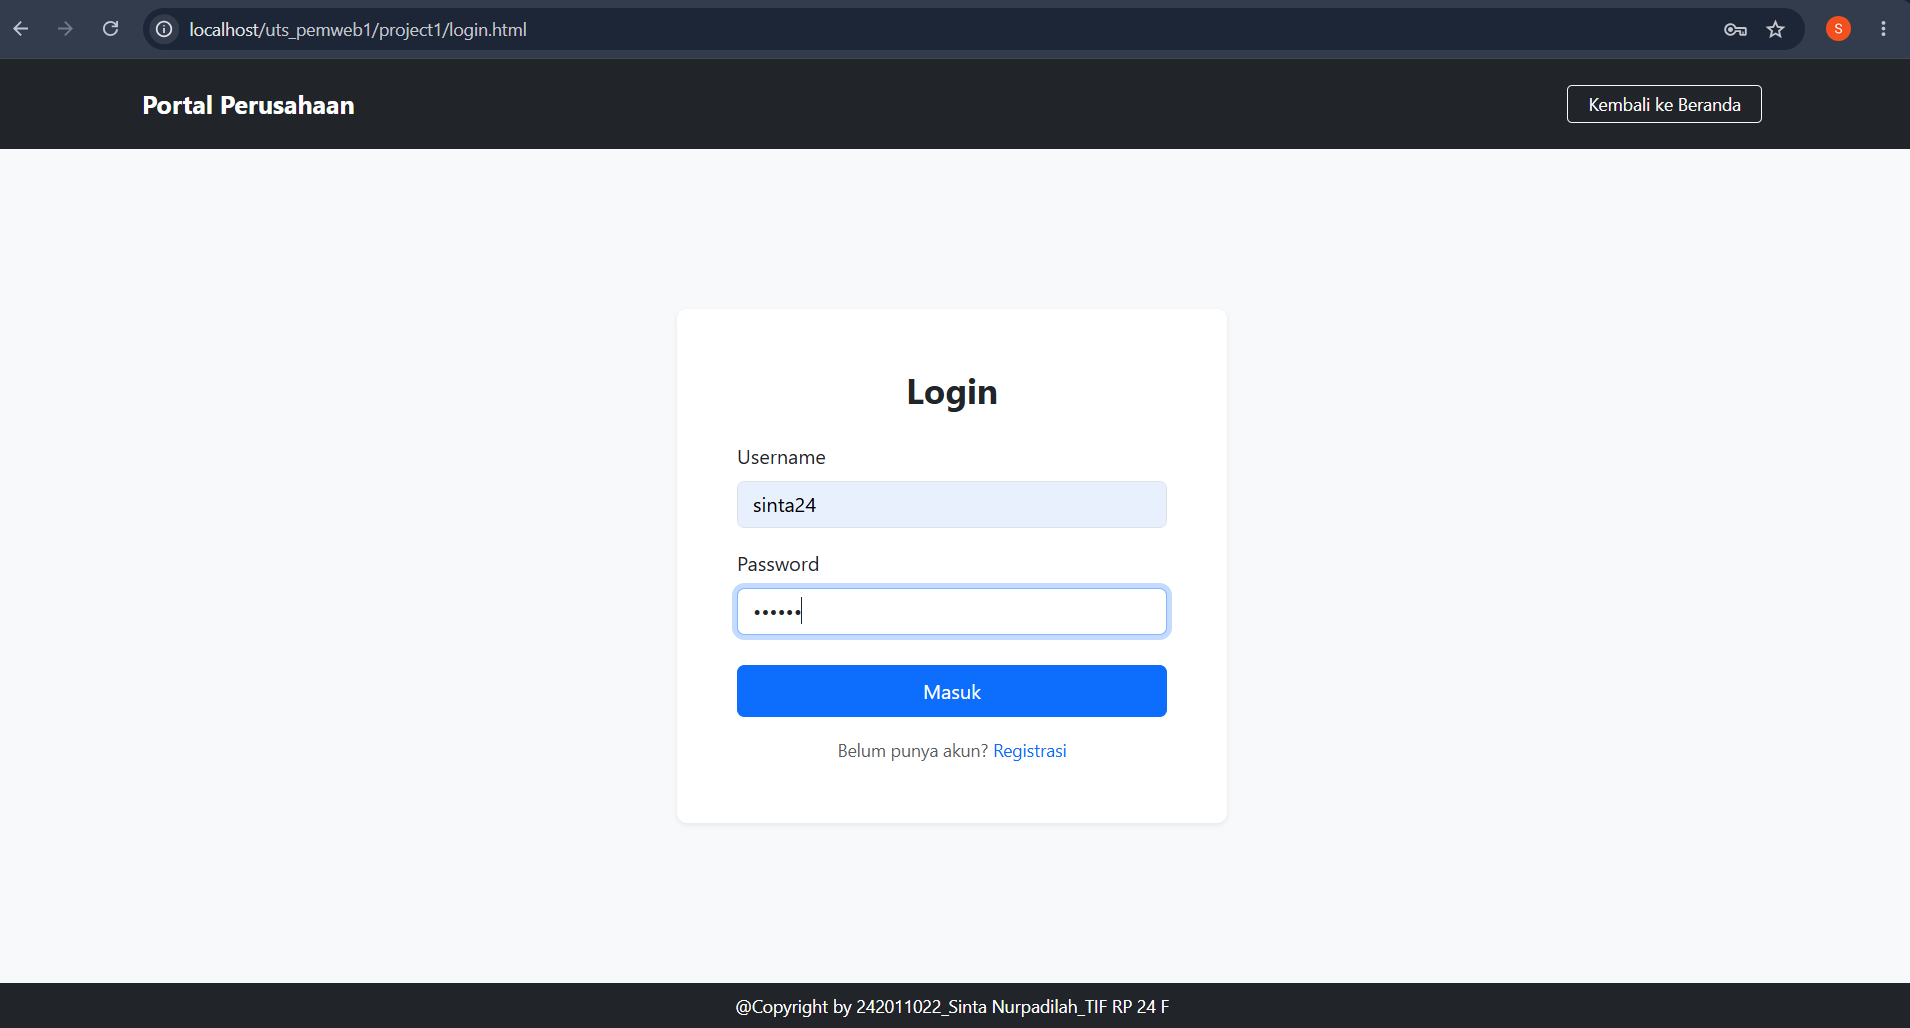 localhost/uts_pemweb1/project1/login.html
S
Portal Perusahaan
Kembali ke Beranda
Login
Username
sinta24
Password
••••••
Masuk
Belum punya akun? Registrasi
@Copyright by 242011022_Sinta Nurpadilah_TIF RP 24 F